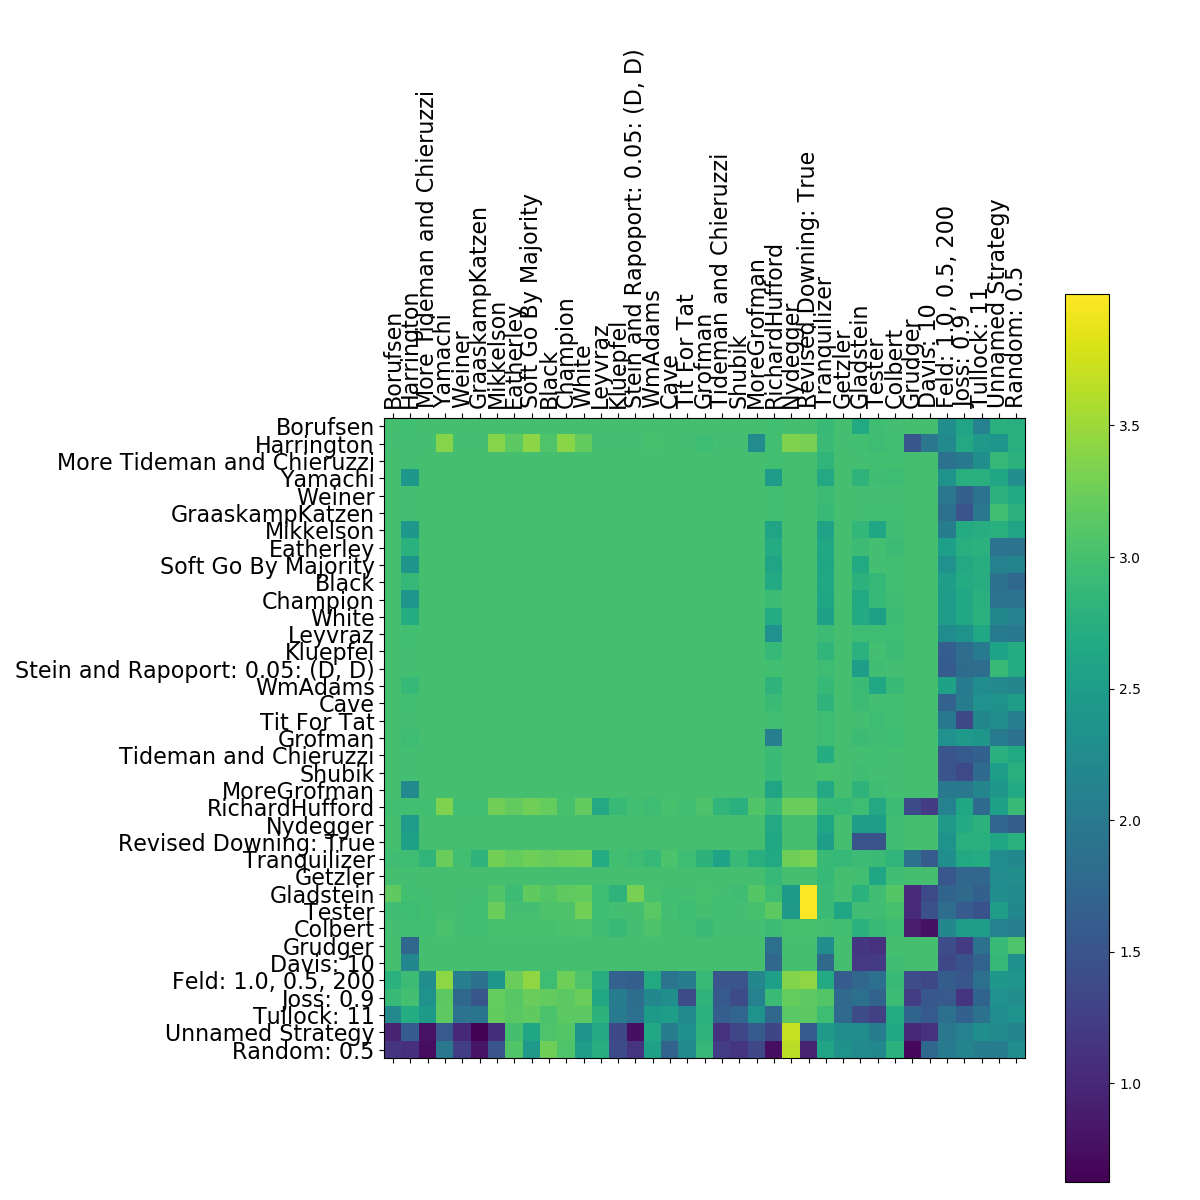 Borufsen
Harrington
More Tideman and Chieruzzi
Yamachi
Weiner
GraaskampKatzen
Mikkelson
Eatherley
Soft Go By Majority
Black
Champion
White
Leyvraz
Kluepfel
Stein and Rapoport: 0.05: (D, D)
WmAdams
Cave
Tit For Tat
Grofman
Tideman and Chieruzzi
Shubik
MoreGrofman
RichardHufford
Nydegger
Revised Downing: True
Tranquilizer
Getzler
Gladstein
Tester
Colbert
Grudger
Davis: 10
Feld: 1.0, 0.5, 200
Joss: 0.9
Tullock: 11
Unnamed Strategy
Random: 0.5
Borufsen
Harrington
More Tideman and Chieruzzi
Yamachi
Weiner
GraaskampKatzen
Mikkelson
Eatherley
Soft Go By Majority
Black
Champion
White
Leyvraz
Kluepfel
Stein and Rapoport: 0.05: (D, D)
WmAdams
Cave
Tit For Tat
Grofman
Tideman and Chieruzzi
Shubik
MoreGrofman
RichardHufford
Nydegger
Revised Downing: True
Tranquilizer
Getzler
Gladstein
Tester
Colbert
Grudger
Davis: 10
Feld: 1.0, 0.5, 200
Joss: 0.9
Tullock: 11
Unnamed Strategy
Random: 0.5
3.5
3.0
2.5
2.0
1.5
1.0